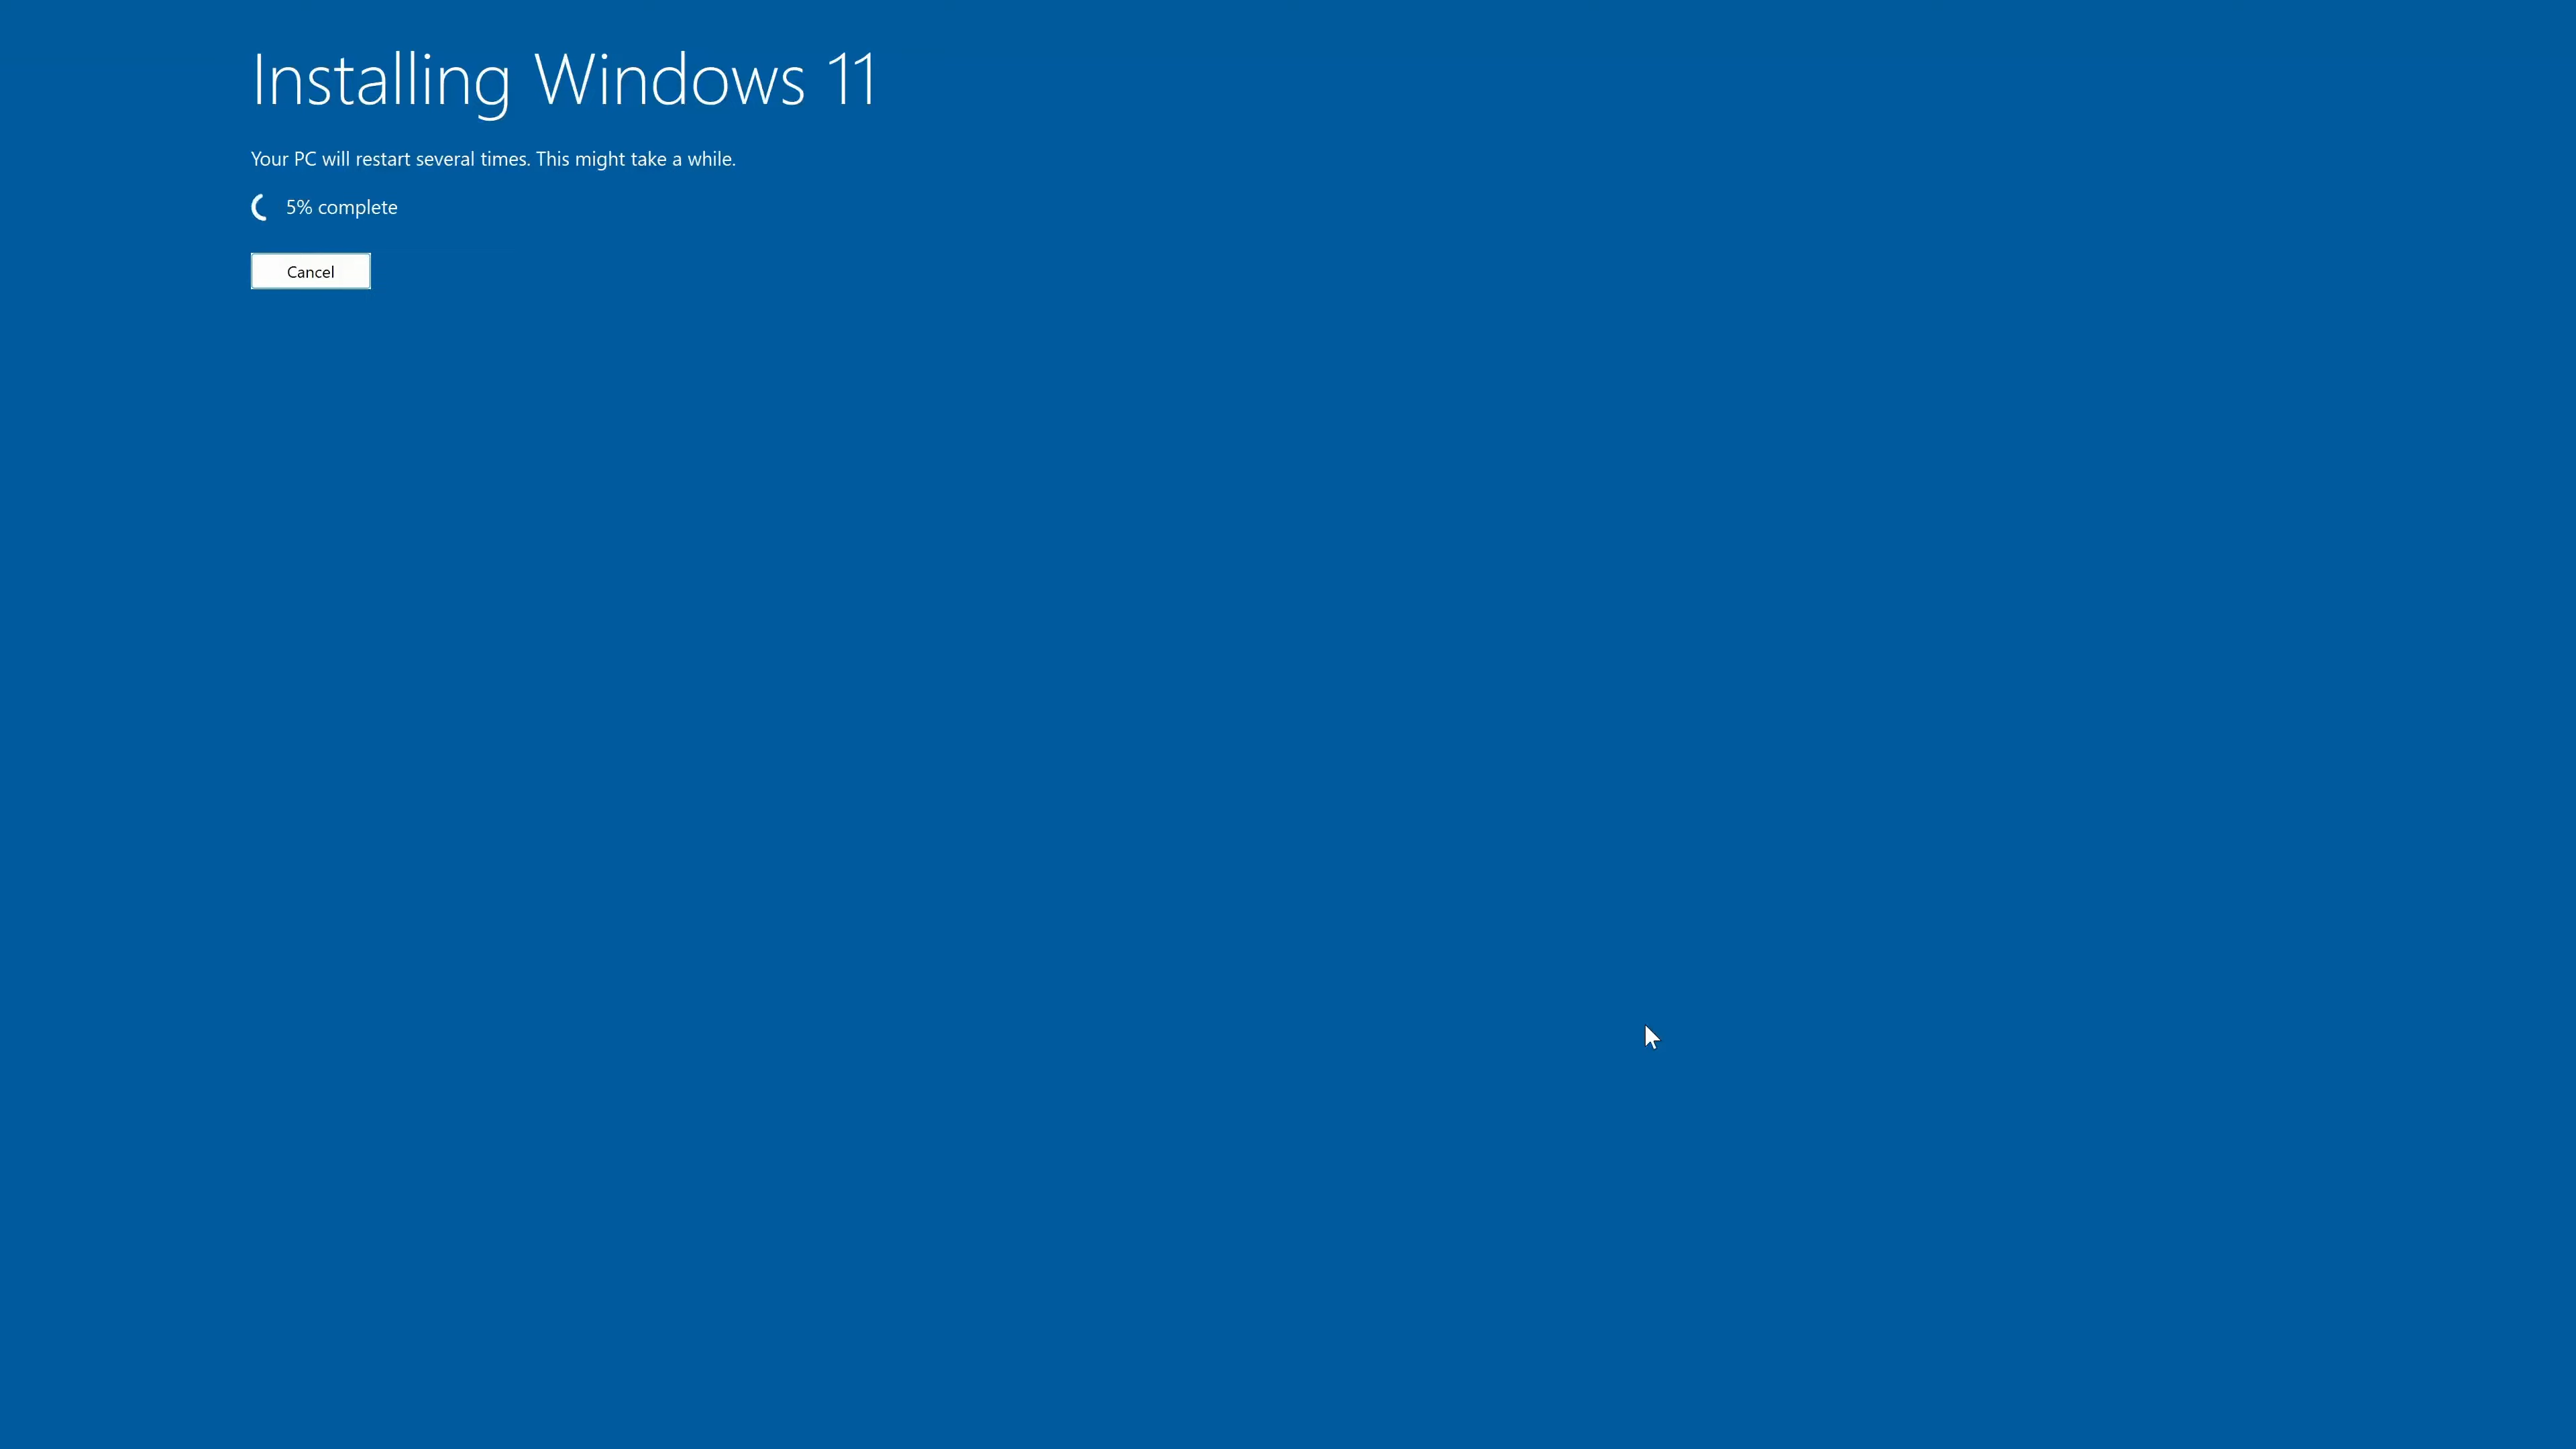 Installing Windows 11
Your PC will restart several times. This might take a while.
5% complete
Cancel